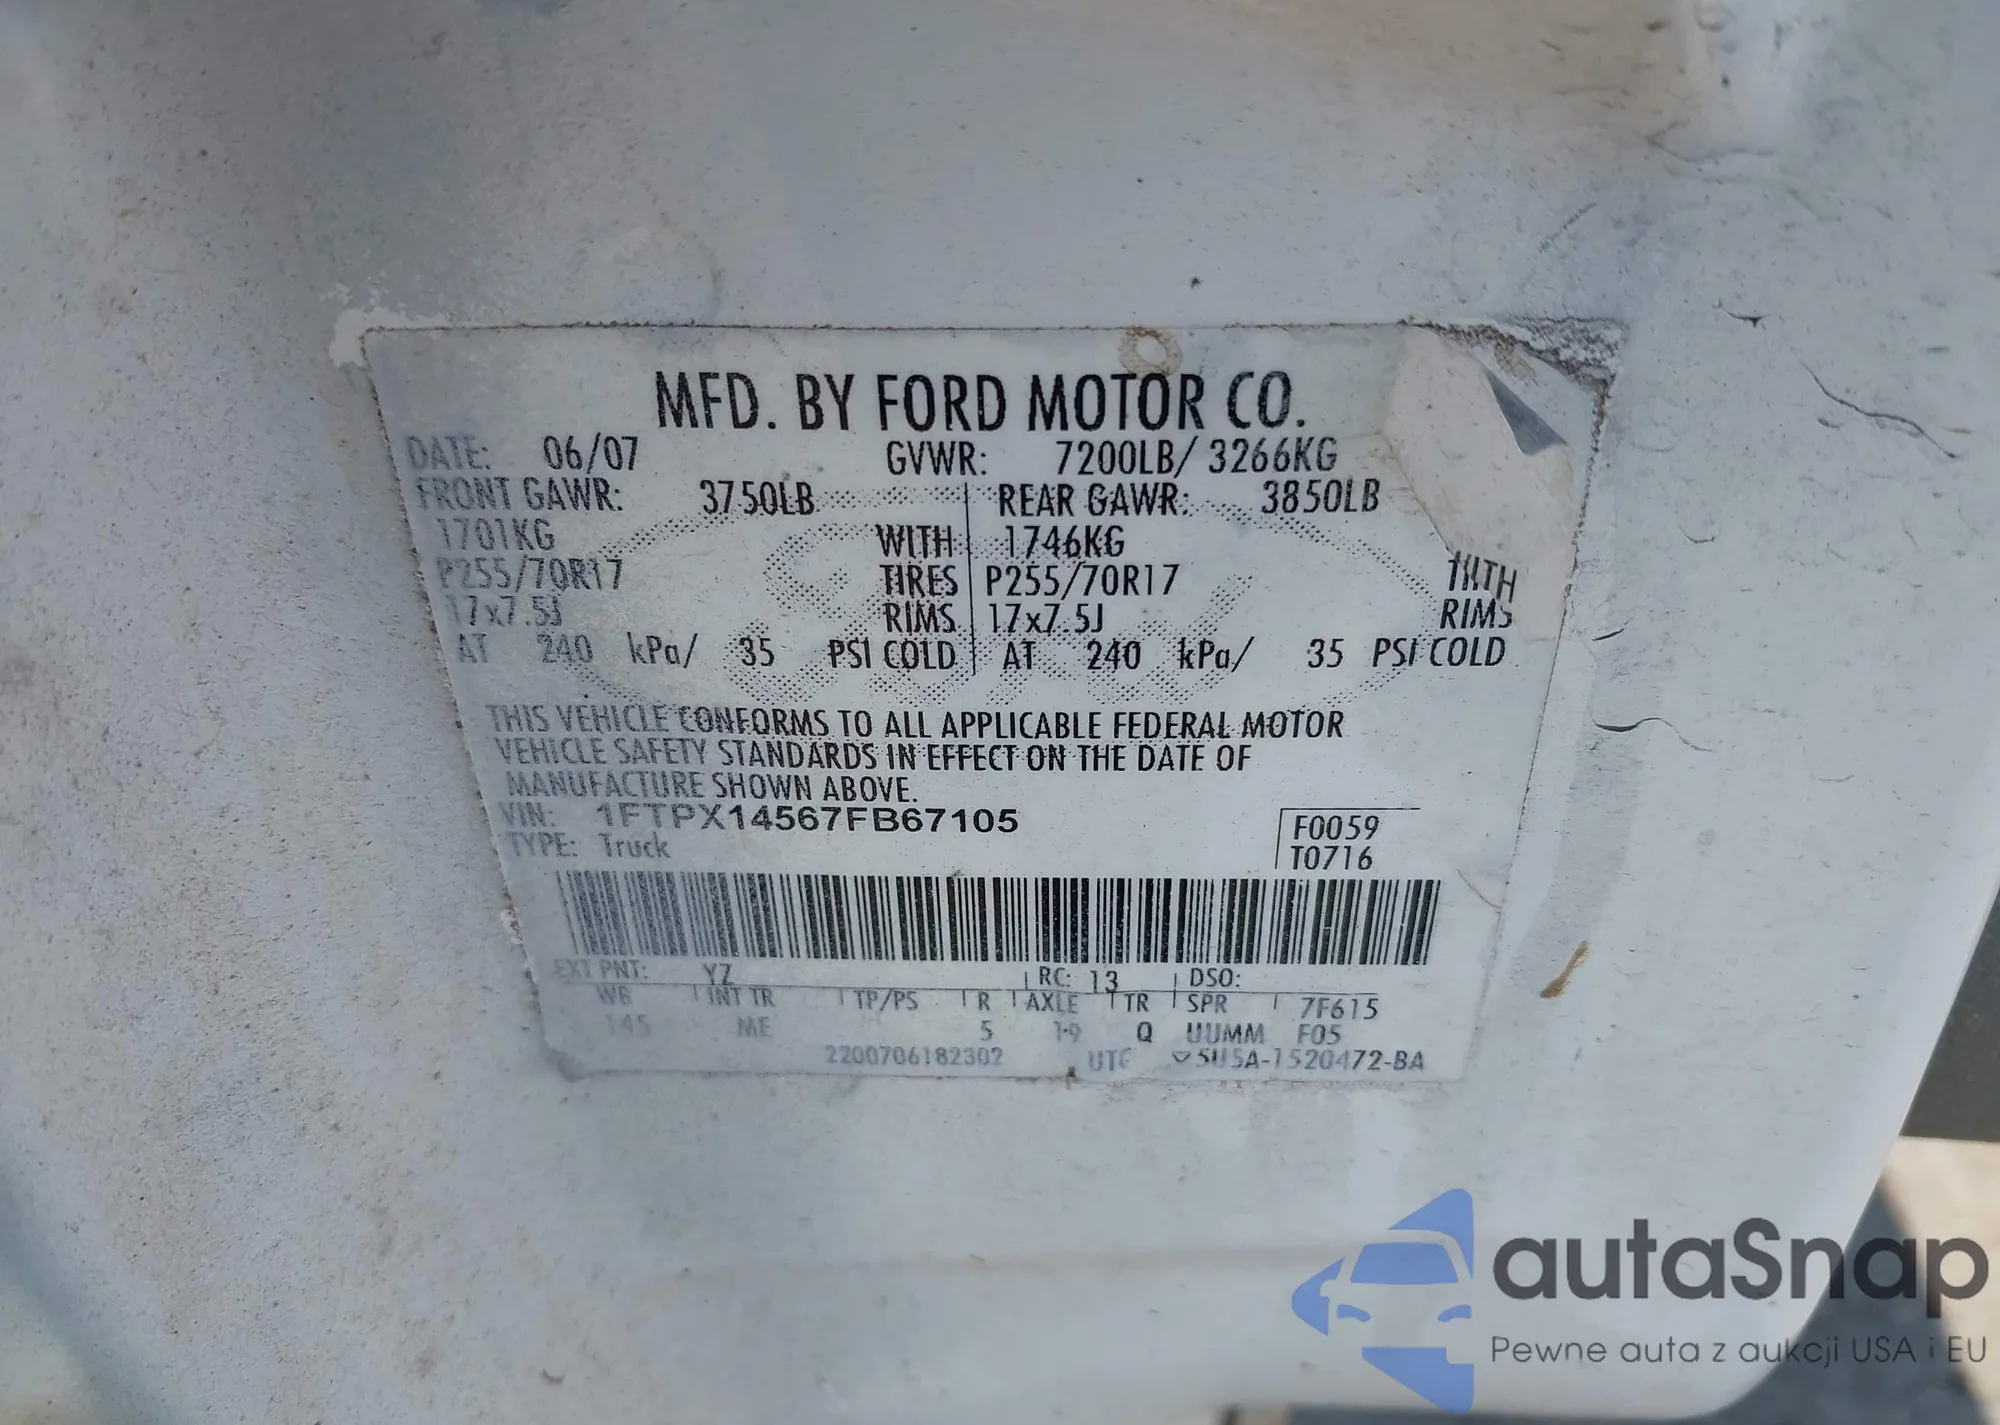 MFD. BY FORD MOTOR CO.
DATE: 06/07 GVWR: 7200LB/ 3266KG
FRONT GAWR: 3750LB REAR GAWR: 3850LB
1701KG WITH 1746KG WITH
P255/70R17 TIRES P255/70R17
17x7.5J RIMS 17x7.5J RIMS
AT 240 kPa/ 35 PSI COLD AT 240 kPa/ 35 PSI COLD
THIS VEHICLE CONFORMS TO ALL APPLICABLE FEDERAL MOTOR
VEHICLE SAFETY STANDARDS IN EFFECT ON THE DATE OF
MANUFACTURE SHOWN ABOVE.
VIN: 1FTPX14567FB67105
TYPE: Truck
F0059
T0716
EXT PNT: YZ RC: 13 DSO:
WB INT TR TP/PS R AXLE TR SPR 7F615
145 ME 5 19 Q UUMM F05
2200706182302 UTC ▽5U5A-1520472-BA
autaSnap
Pewne auta z aukcji USA i EU